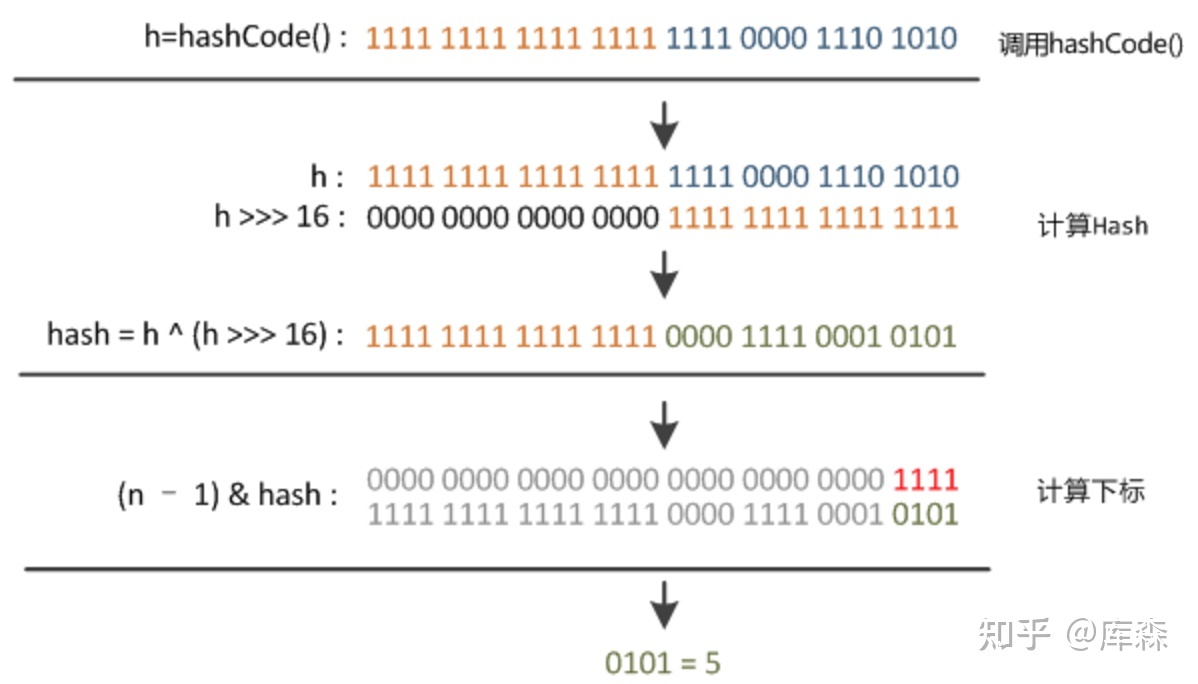 h=hashCode() : 1111 1111 1111 1111 1111 0000 1110 1010 调用hashCode()
h : 1111 1111 1111 1111 1111 0000 1110 1010
h >>> 16 : 0000 0000 0000 0000 1111 1111 1111 1111
计算Hash
hash = h ^ (h >>> 16) : 1111 1111 1111 1111 0000 1111 0001 0101
0000 0000 0000 0000 0000 0000 0000 1111
(n － 1) & hash : 计算下标
1111 1111 1111 1111 0000 1111 0001 0101
0101 = 5
知乎 @库森